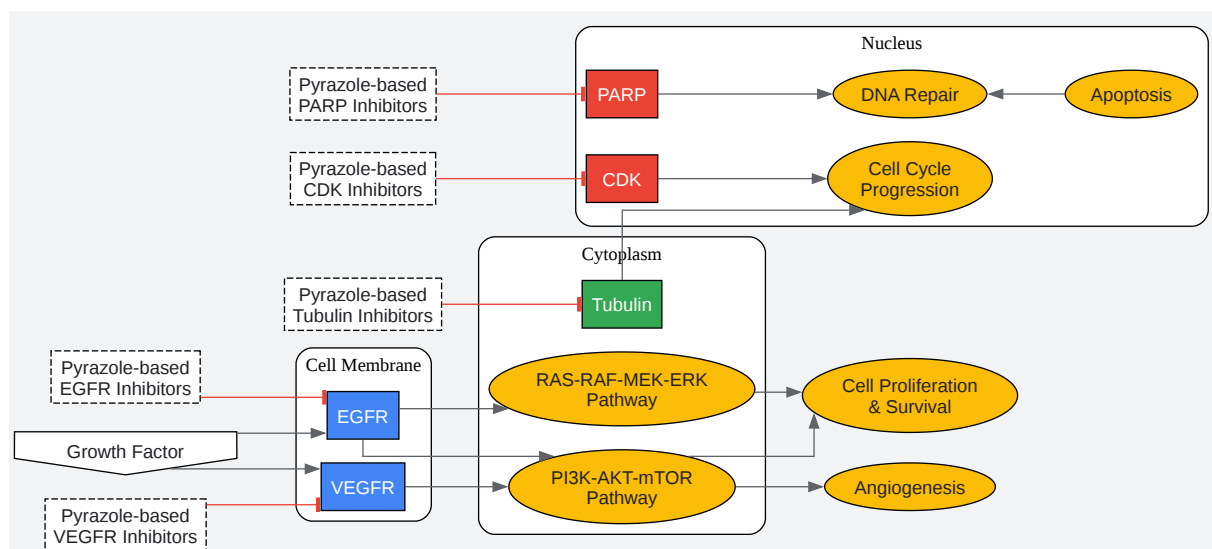 Nucleus
Pyrazole-based
PARP Inhibitors
PARP
DNA Repair
Apoptosis
Pyrazole-based
CDK Inhibitors
CDK
Cell Cycle
Progression
Cytoplasm
Pyrazole-based
Tubulin Inhibitors
Tubulin
Cell Membrane
Pyrazole-based
EGFR Inhibitors
EGFR
RAS-RAF-MEK-ERK
Pathway
Cell Proliferation
& Survival
Growth Factor
VEGFR
PI3K-AKT-mTOR
Pathway
Angiogenesis
Pyrazole-based
VEGFR Inhibitors